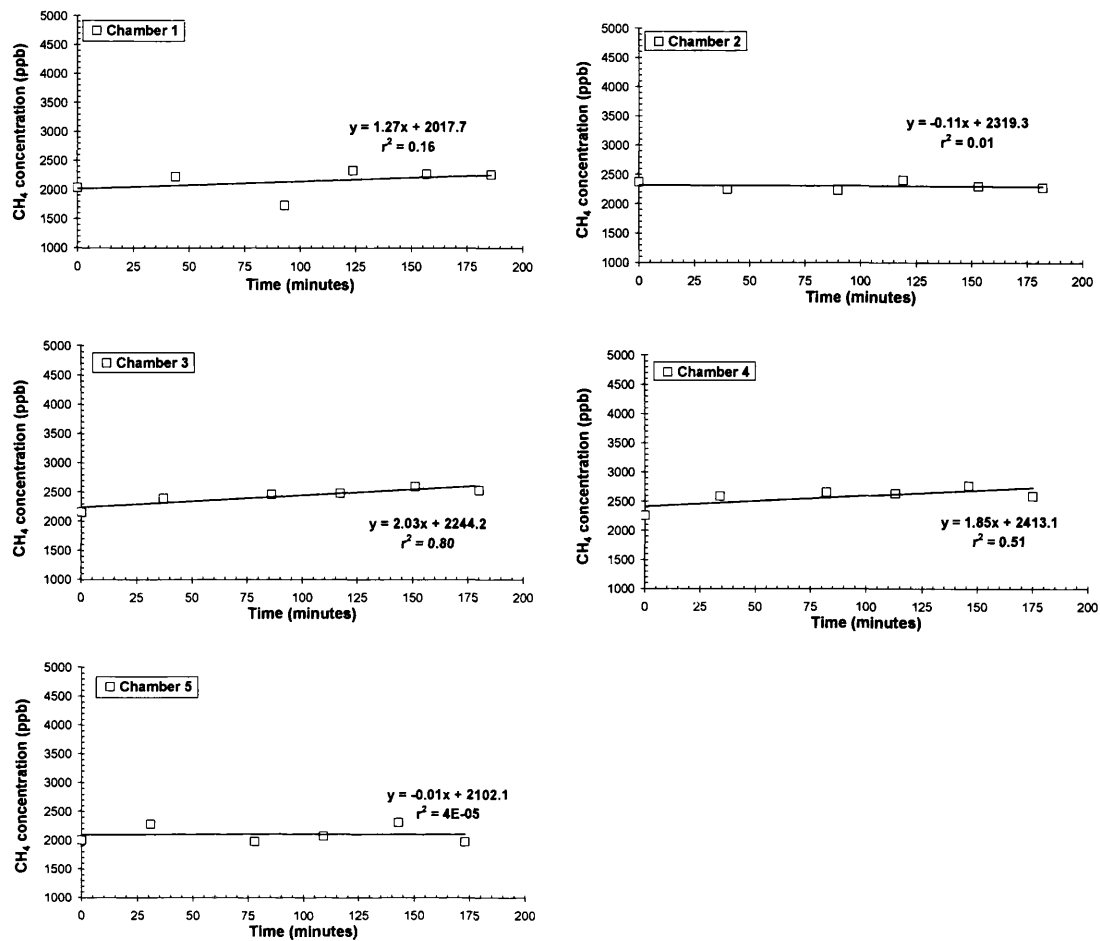 Chamber 1
CH4 concentration (ppb)
5000
4500
4000
3500
3000
2500
2000
1500
1000
y = 1.27x + 2017.7
r² = 0.16
0 25 50 75 100 125 150 175 200
Time (minutes)
Chamber 2
CH4 concentration (ppb)
5000
4500
4000
3500
3000
2500
2000
1500
1000
y = -0.11x + 2319.3
r² = 0.01
0 25 50 75 100 125 150 175 200
Time (minutes)
Chamber 3
CH4 concentration (ppb)
5000
4500
4000
3500
3000
2500
2000
1500
1000
y = 2.03x + 2244.2
r² = 0.80
0 25 50 75 100 125 150 175 200
Time (minutes)
Chamber 4
CH4 concentration (ppb)
5000
4500
4000
3500
3000
2500
2000
1500
1000
y = 1.85x + 2413.1
r² = 0.51
0 25 50 75 100 125 150 175 200
Time (minutes)
Chamber 5
CH4 concentration (ppb)
5000
4500
4000
3500
3000
2500
2000
1500
1000
y = -0.01x + 2102.1
r² = 4E-05
0 25 50 75 100 125 150 175 200
Time (minutes)